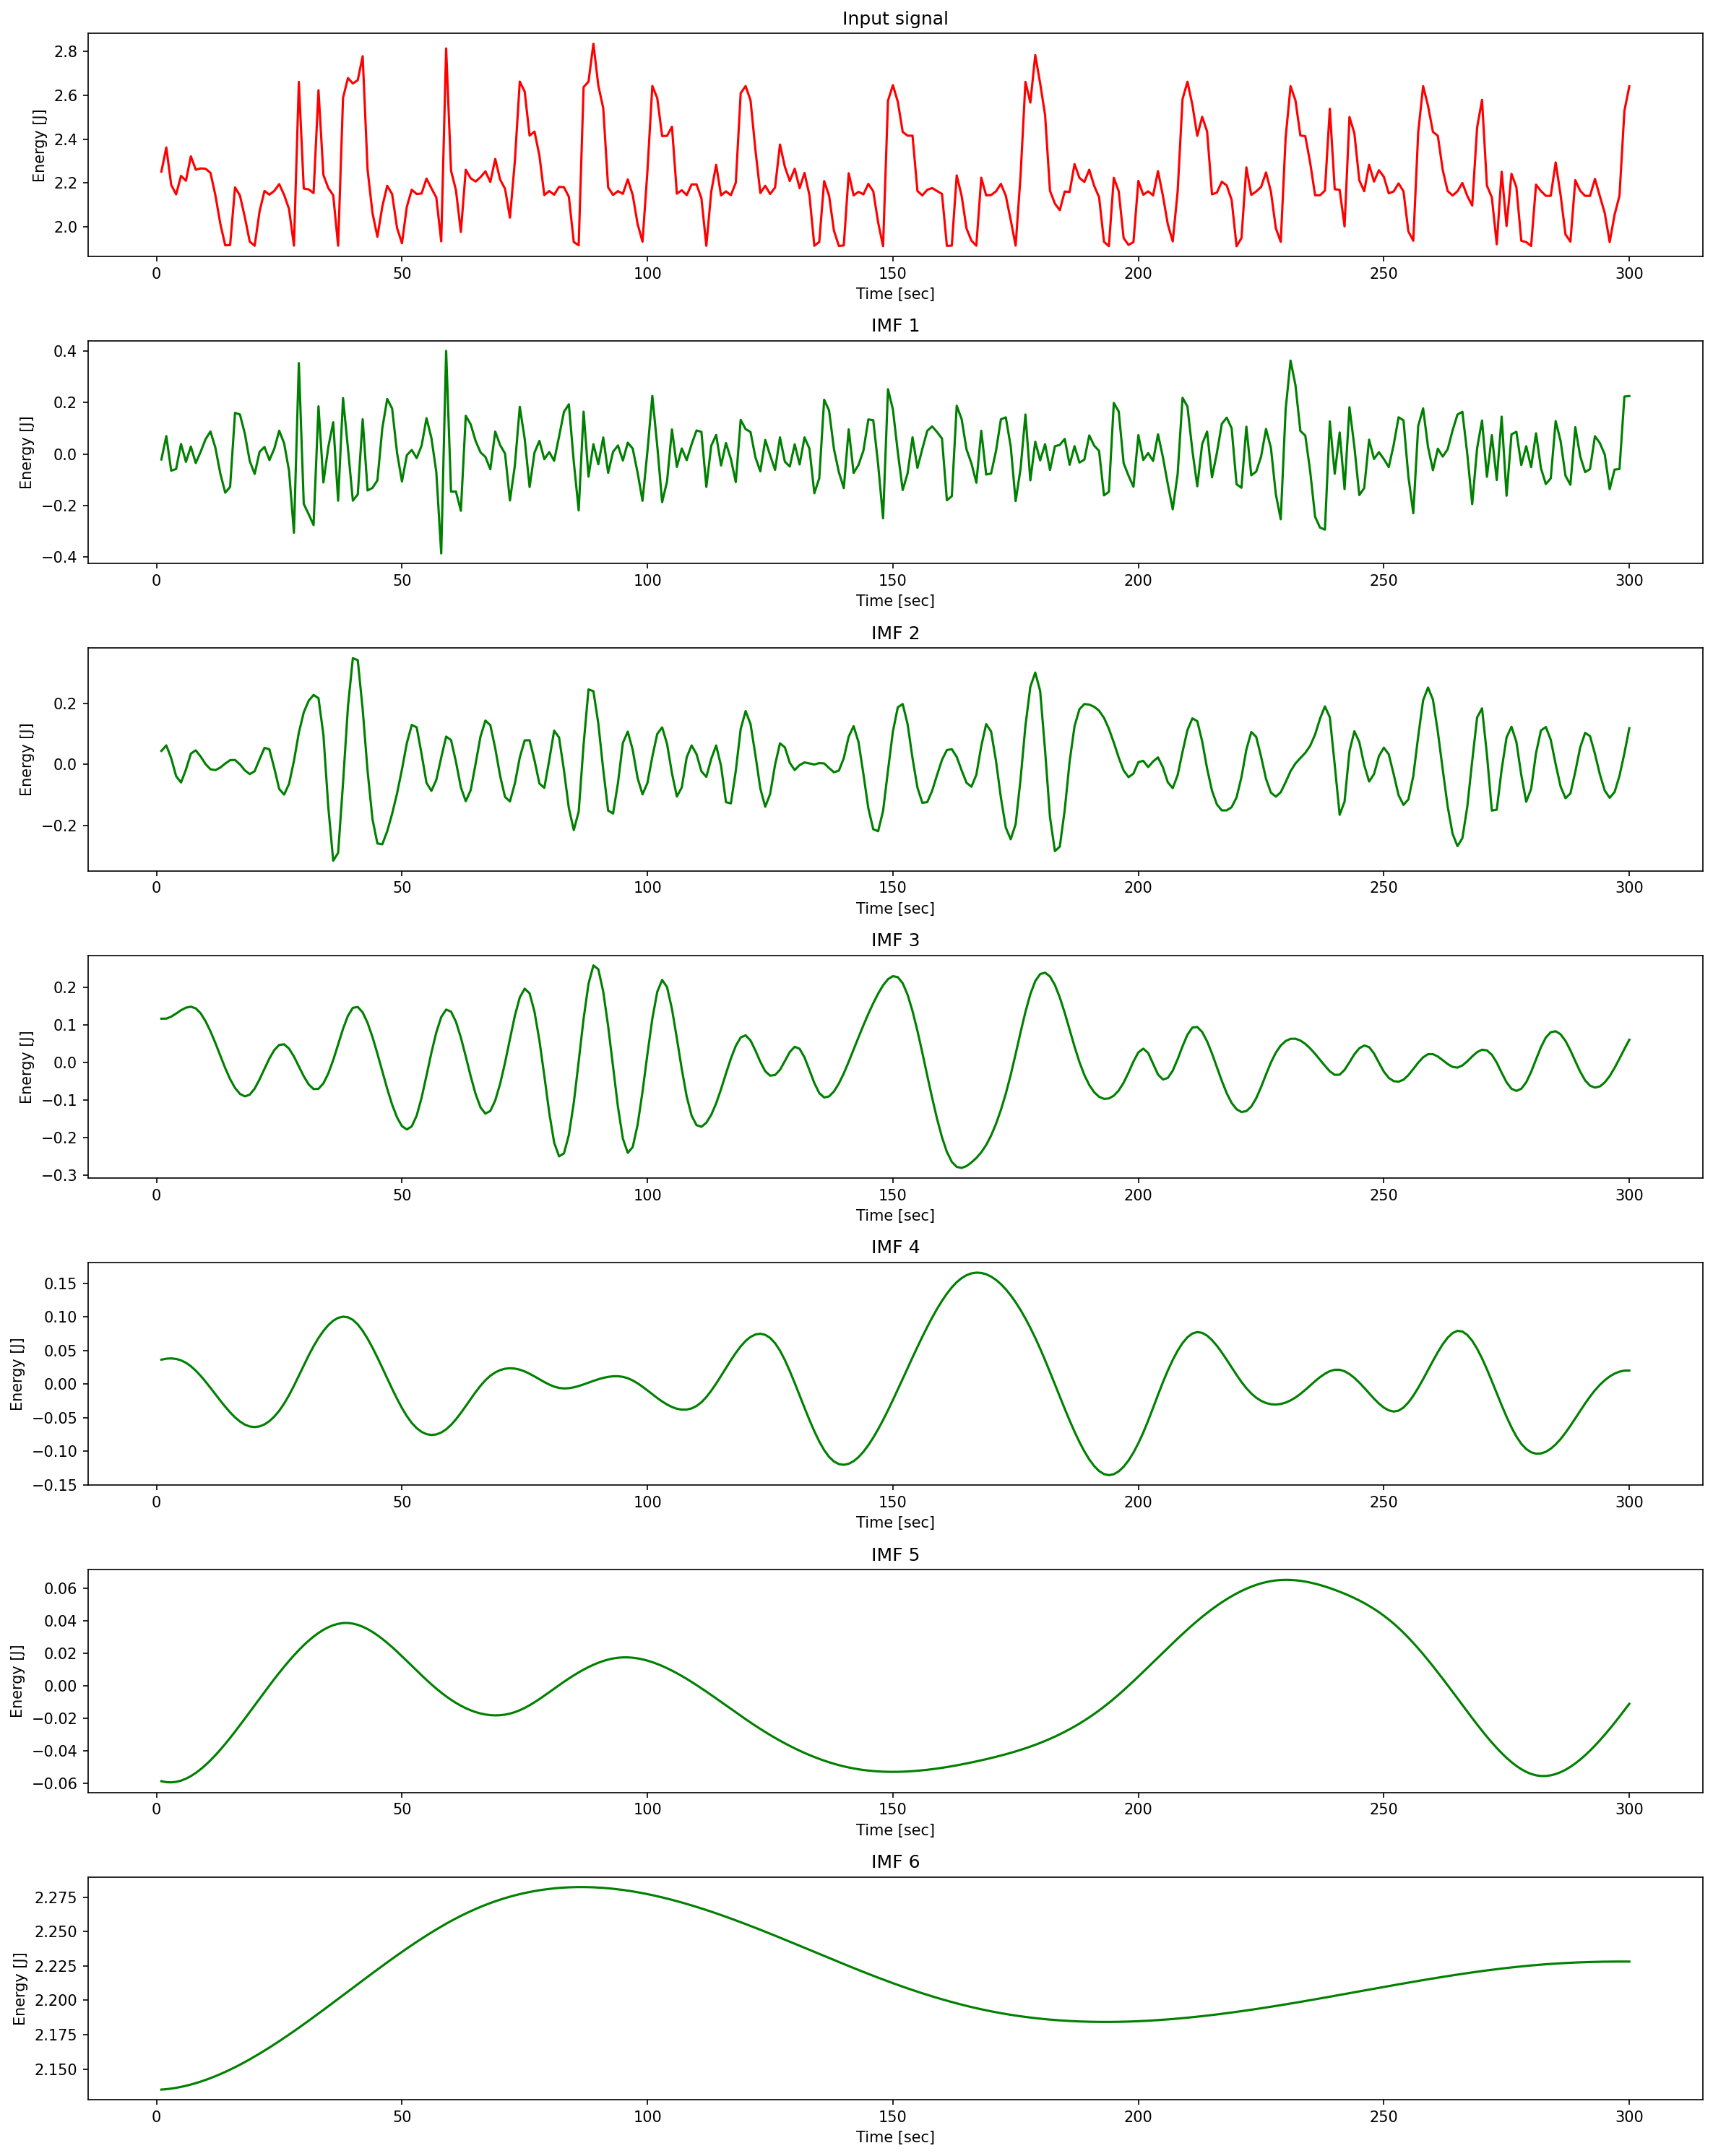 Input signal
Energy [J]
2.8
2.6
2.4
2.2
2.0
0 50 100 150 200 250 300
Time [sec]
IMF 1
Energy [J]
0.4
0.2
0.0
−0.2
−0.4
0 50 100 150 200 250 300
Time [sec]
IMF 2
Energy [J]
0.2
0.0
−0.2
0 50 100 150 200 250 300
Time [sec]
IMF 3
Energy [J]
0.2
0.1
0.0
−0.1
−0.2
−0.3
0 50 100 150 200 250 300
Time [sec]
IMF 4
Energy [J]
0.15
0.10
0.05
0.00
−0.05
−0.10
−0.15
0 50 100 150 200 250 300
Time [sec]
IMF 5
Energy [J]
0.06
0.04
0.02
0.00
−0.02
−0.04
−0.06
0 50 100 150 200 250 300
Time [sec]
IMF 6
Energy [J]
2.275
2.250
2.225
2.200
2.175
2.150
0 50 100 150 200 250 300
Time [sec]